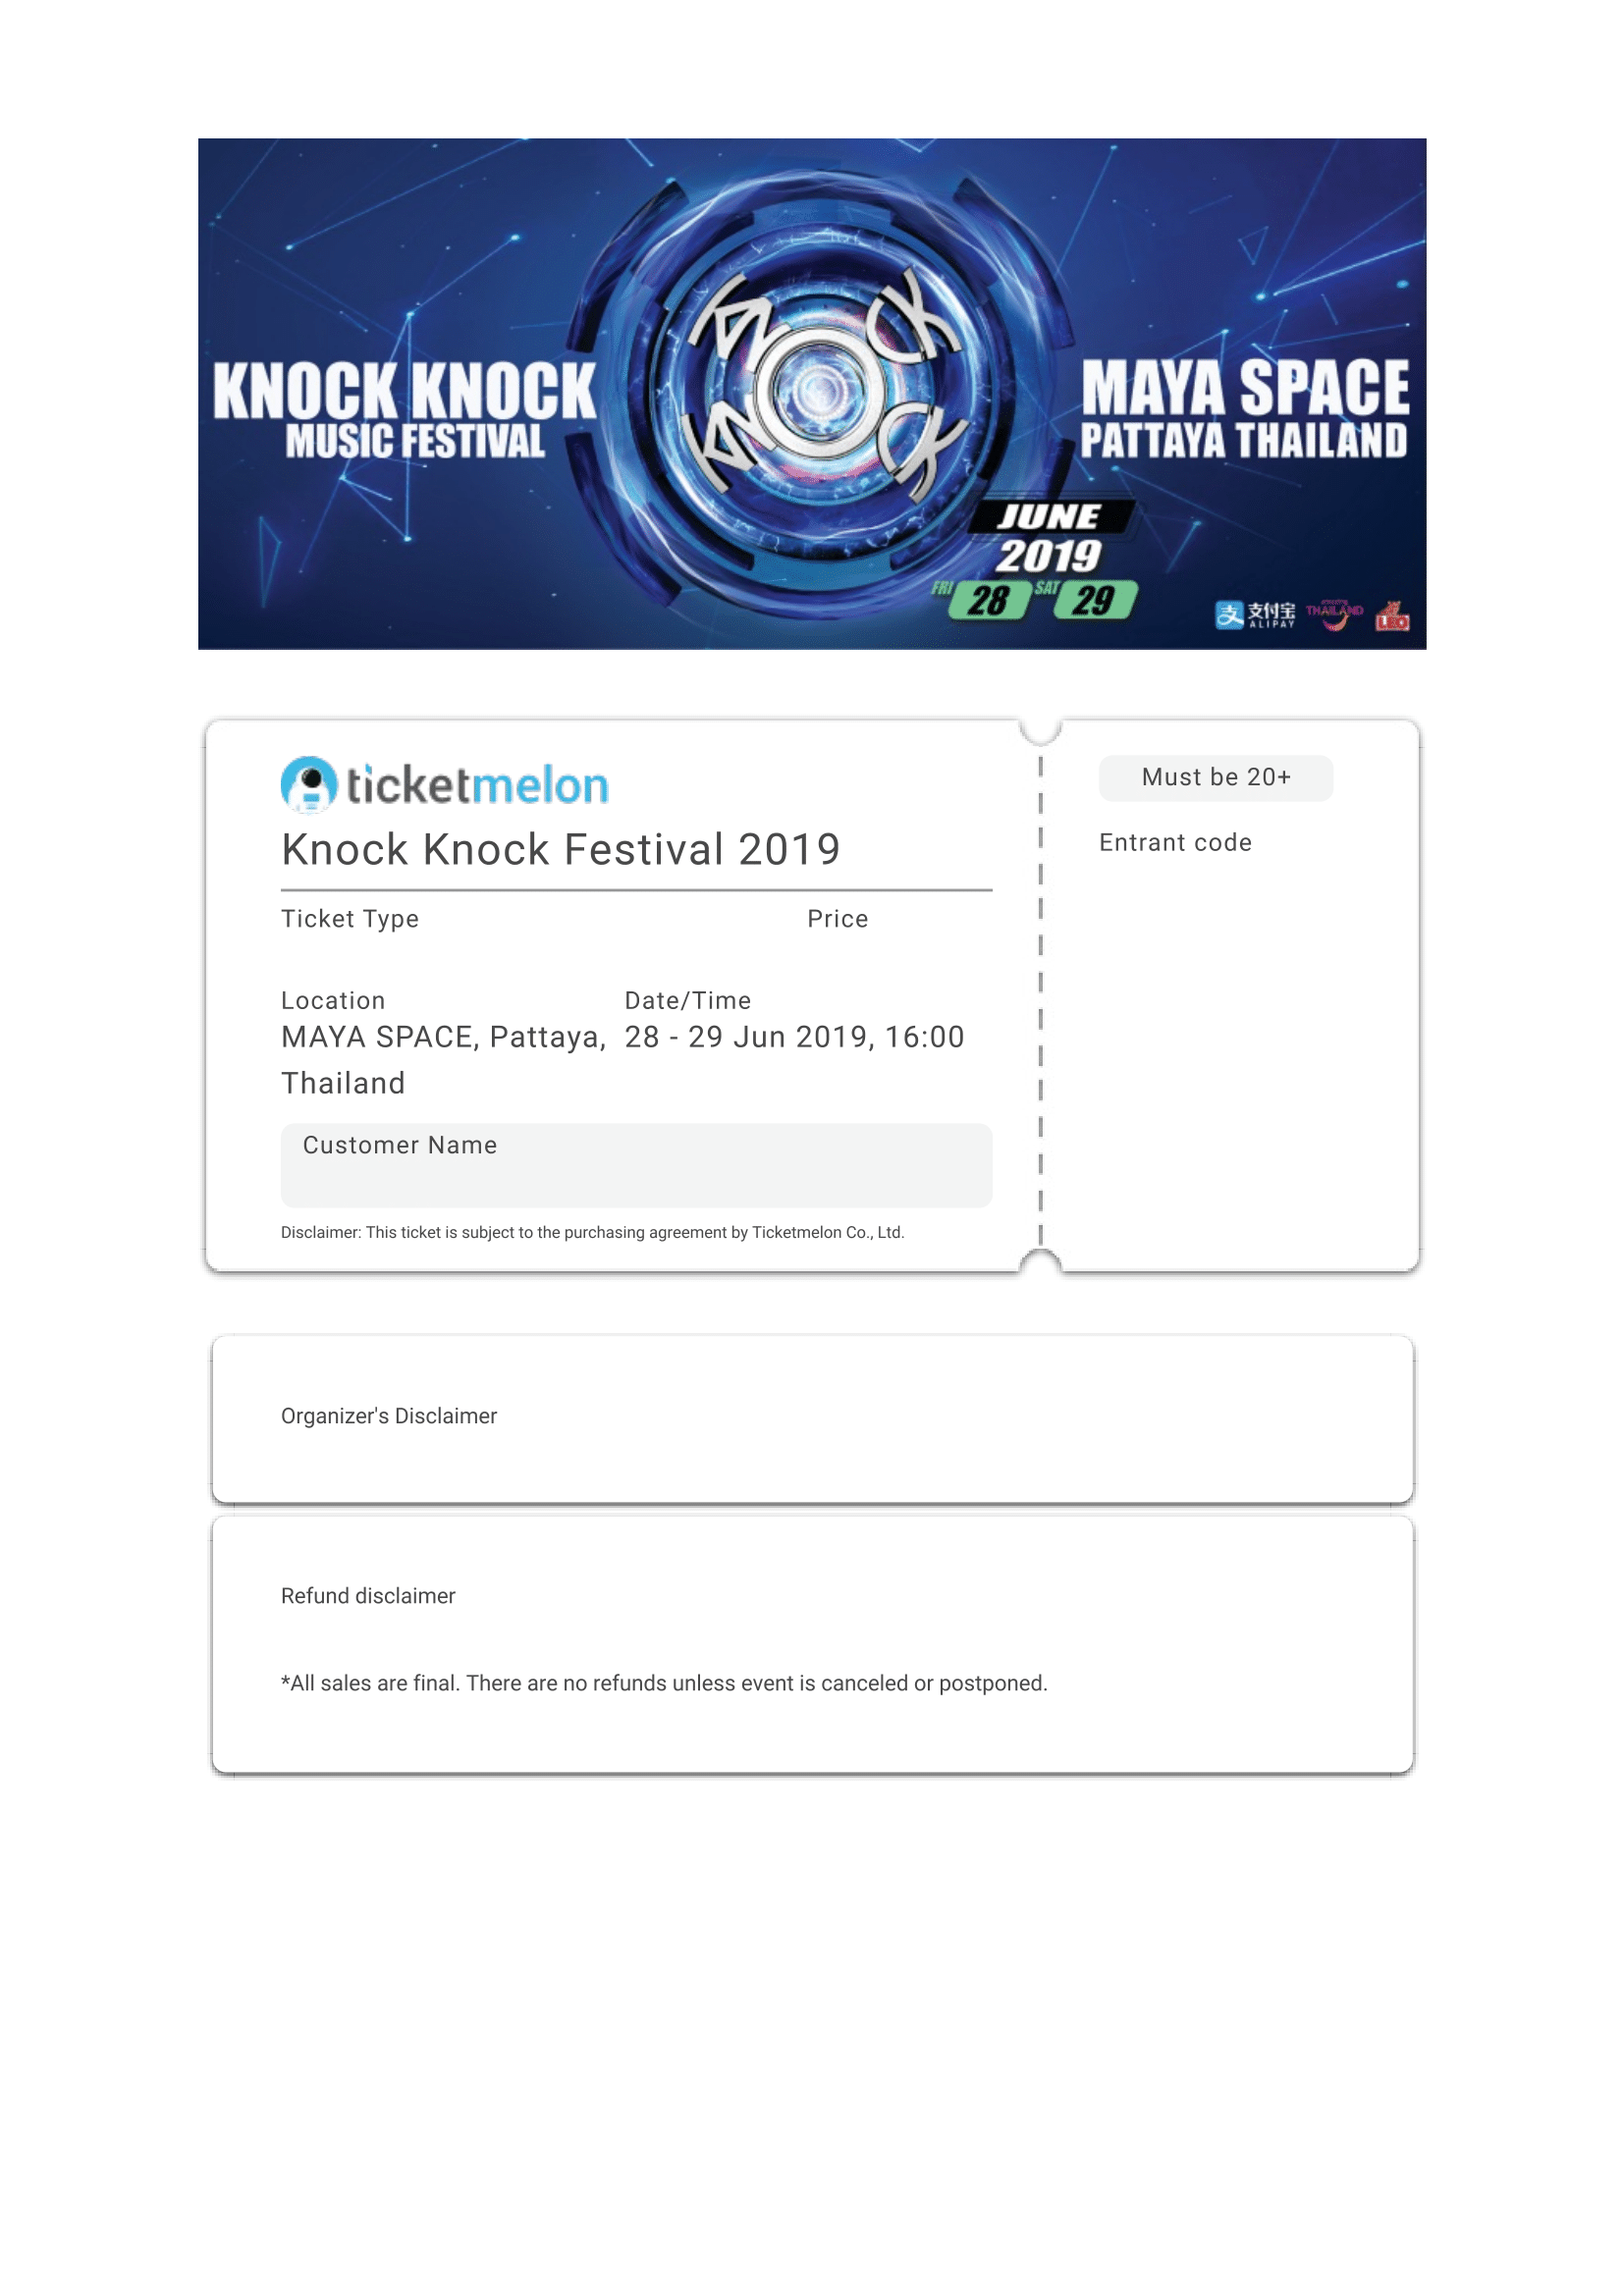 KNOCK KNOCK
MUSIC FESTIVAL
KNOCK
KNOCK
MAYA SPACE
PATTAYA THAILAND
JUNE
2019
FRI 28 SAT 29
支 支付宝
ALIPAY
amazing
THAILAND
LEO
ticketmelon
Must be 20+
Knock Knock Festival 2019
Entrant code
Ticket Type Price
Location Date/Time
MAYA SPACE, Pattaya, 28 - 29 Jun 2019, 16:00
Thailand
Customer Name
Disclaimer: This ticket is subject to the purchasing agreement by Ticketmelon Co., Ltd.
Organizer's Disclaimer
Refund disclaimer
*All sales are final. There are no refunds unless event is canceled or postponed.